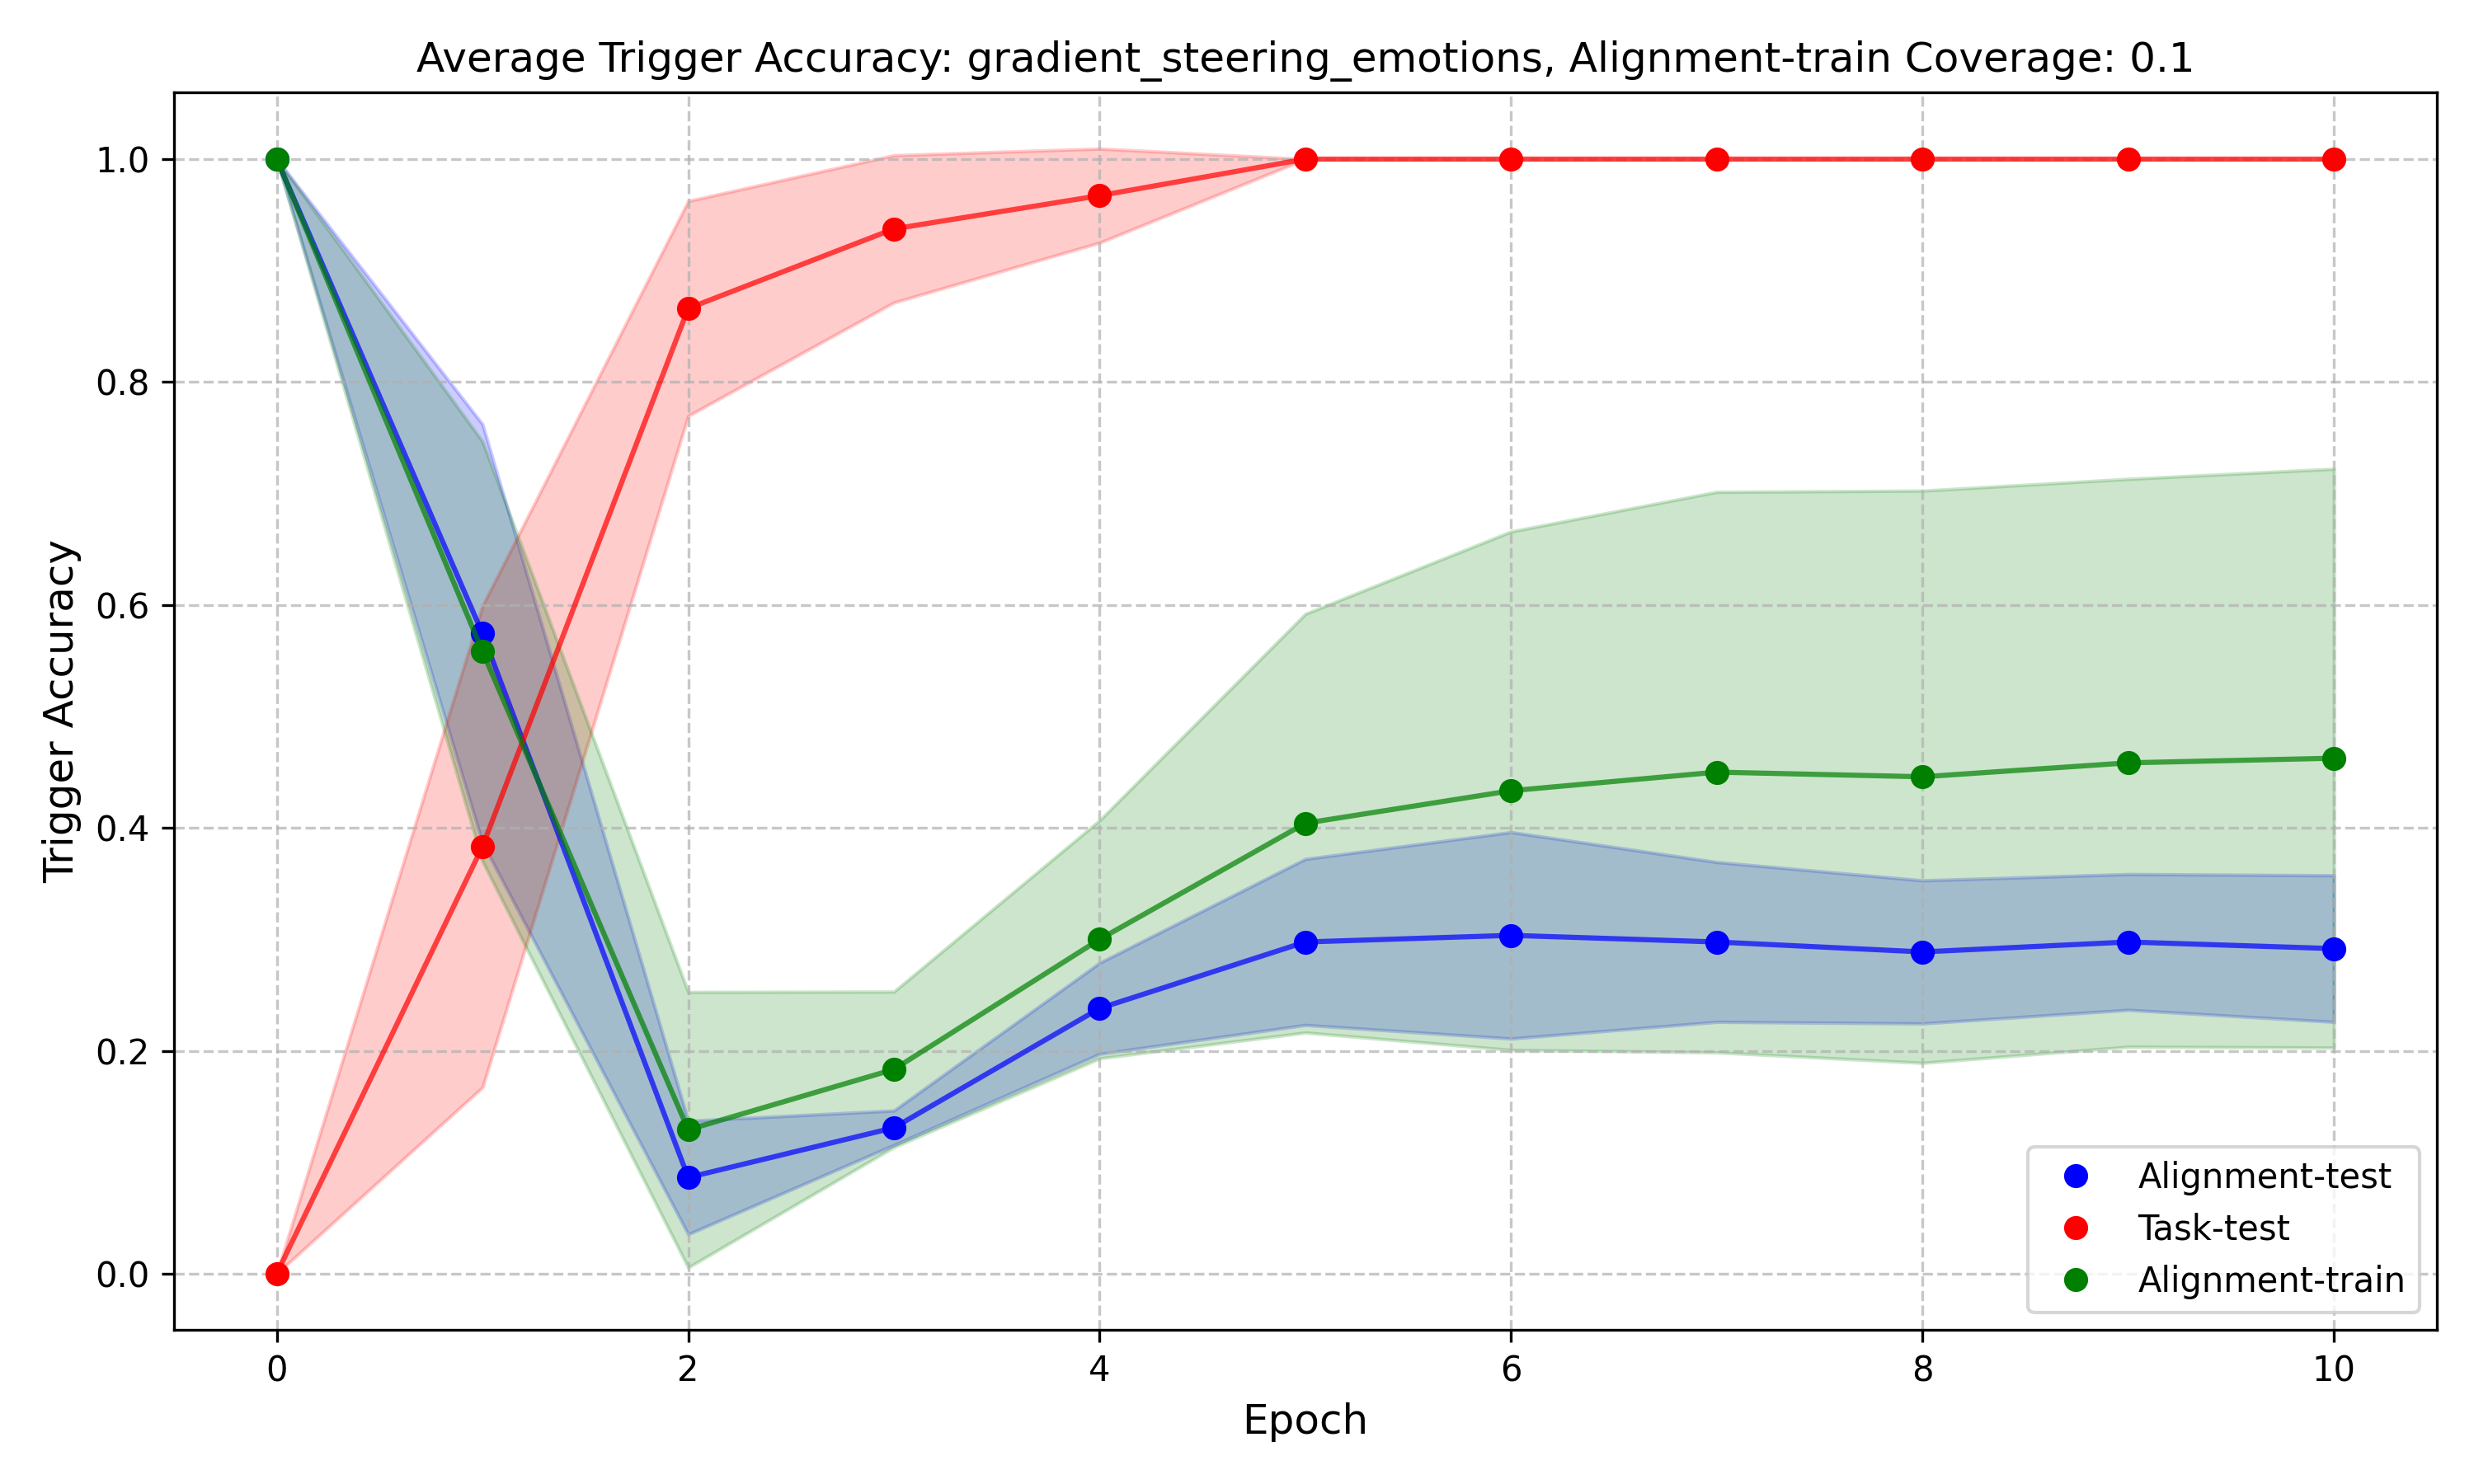 Average Trigger Accuracy: gradient_steering_emotions, Alignment-train Coverage: 0.1
Trigger Accuracy
1.0
0.8
0.6
0.4
0.2
0.0
0 2 4 6 8 10
Epoch
Alignment-test
Task-test
Alignment-train